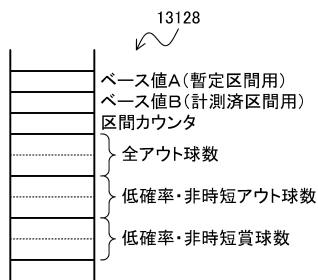 13128
ベース値A(暫定区間用)
ベース値B(計測済区間用)
区間カウンタ
全アウト球数
低確率・非時短アウト球数
低確率・非時短賞球数